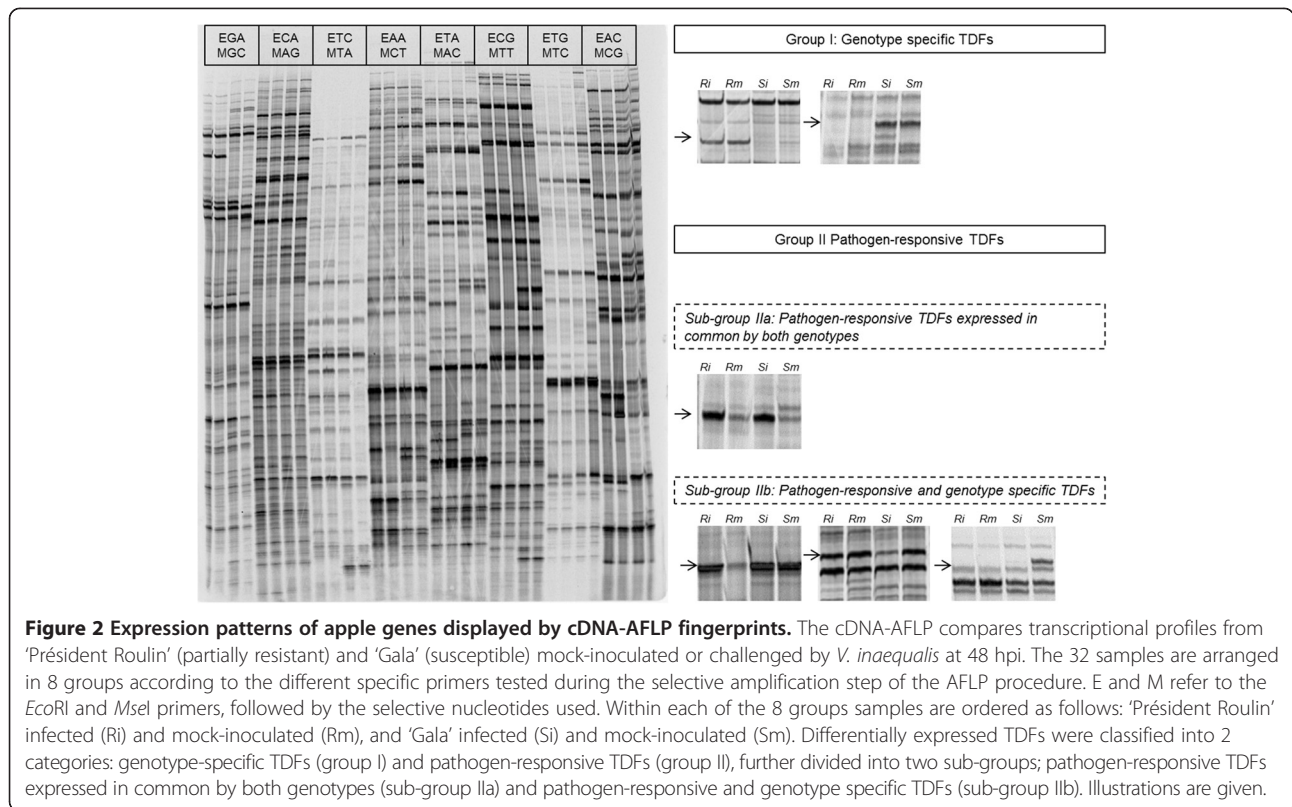 EGA ECA ETC EAA ETA ECG ETG EAC
MGC MAG MTA MCT MAC MTT MTC MCG
Group I: Genotype specific TDFs
Ri Rm Si Sm Ri Rm Si Sm
Group II Pathogen-responsive TDFs
Sub-group IIa: Pathogen-responsive TDFs expressed in
common by both genotypes
Ri Rm Si Sm
Sub-group IIb: Pathogen-responsive and genotype specific TDFs
Ri Rm Si Sm Ri Rm Si Sm Ri Rm Si Sm
Figure 2 Expression patterns of apple genes displayed by cDNA-AFLP fingerprints. The cDNA-AFLP compares transcriptional profiles from
‘Président Roulin’ (partially resistant) and ‘Gala’ (susceptible) mock-inoculated or challenged by V. inaequalis at 48 hpi. The 32 samples are arranged
in 8 groups according to the different specific primers tested during the selective amplification step of the AFLP procedure. E and M refer to the
EcoRI and MseI primers, followed by the selective nucleotides used. Within each of the 8 groups samples are ordered as follows: ‘Président Roulin’
infected (Ri) and mock-inoculated (Rm), and ‘Gala’ infected (Si) and mock-inoculated (Sm). Differentially expressed TDFs were classified into 2
categories: genotype-specific TDFs (group I) and pathogen-responsive TDFs (group II), further divided into two sub-groups; pathogen-responsive TDFs
expressed in common by both genotypes (sub-group IIa) and pathogen-responsive and genotype specific TDFs (sub-group IIb). Illustrations are given.